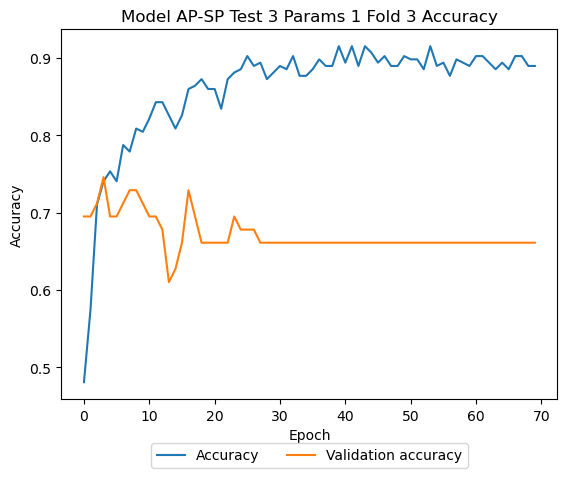 Model AP-SP Test 3 Params 1 Fold 3 Accuracy
Accuracy
0.9
0.8
0.7
0.6
0.5
0 10 20 30 40 50 60 70
Epoch
Accuracy Validation accuracy